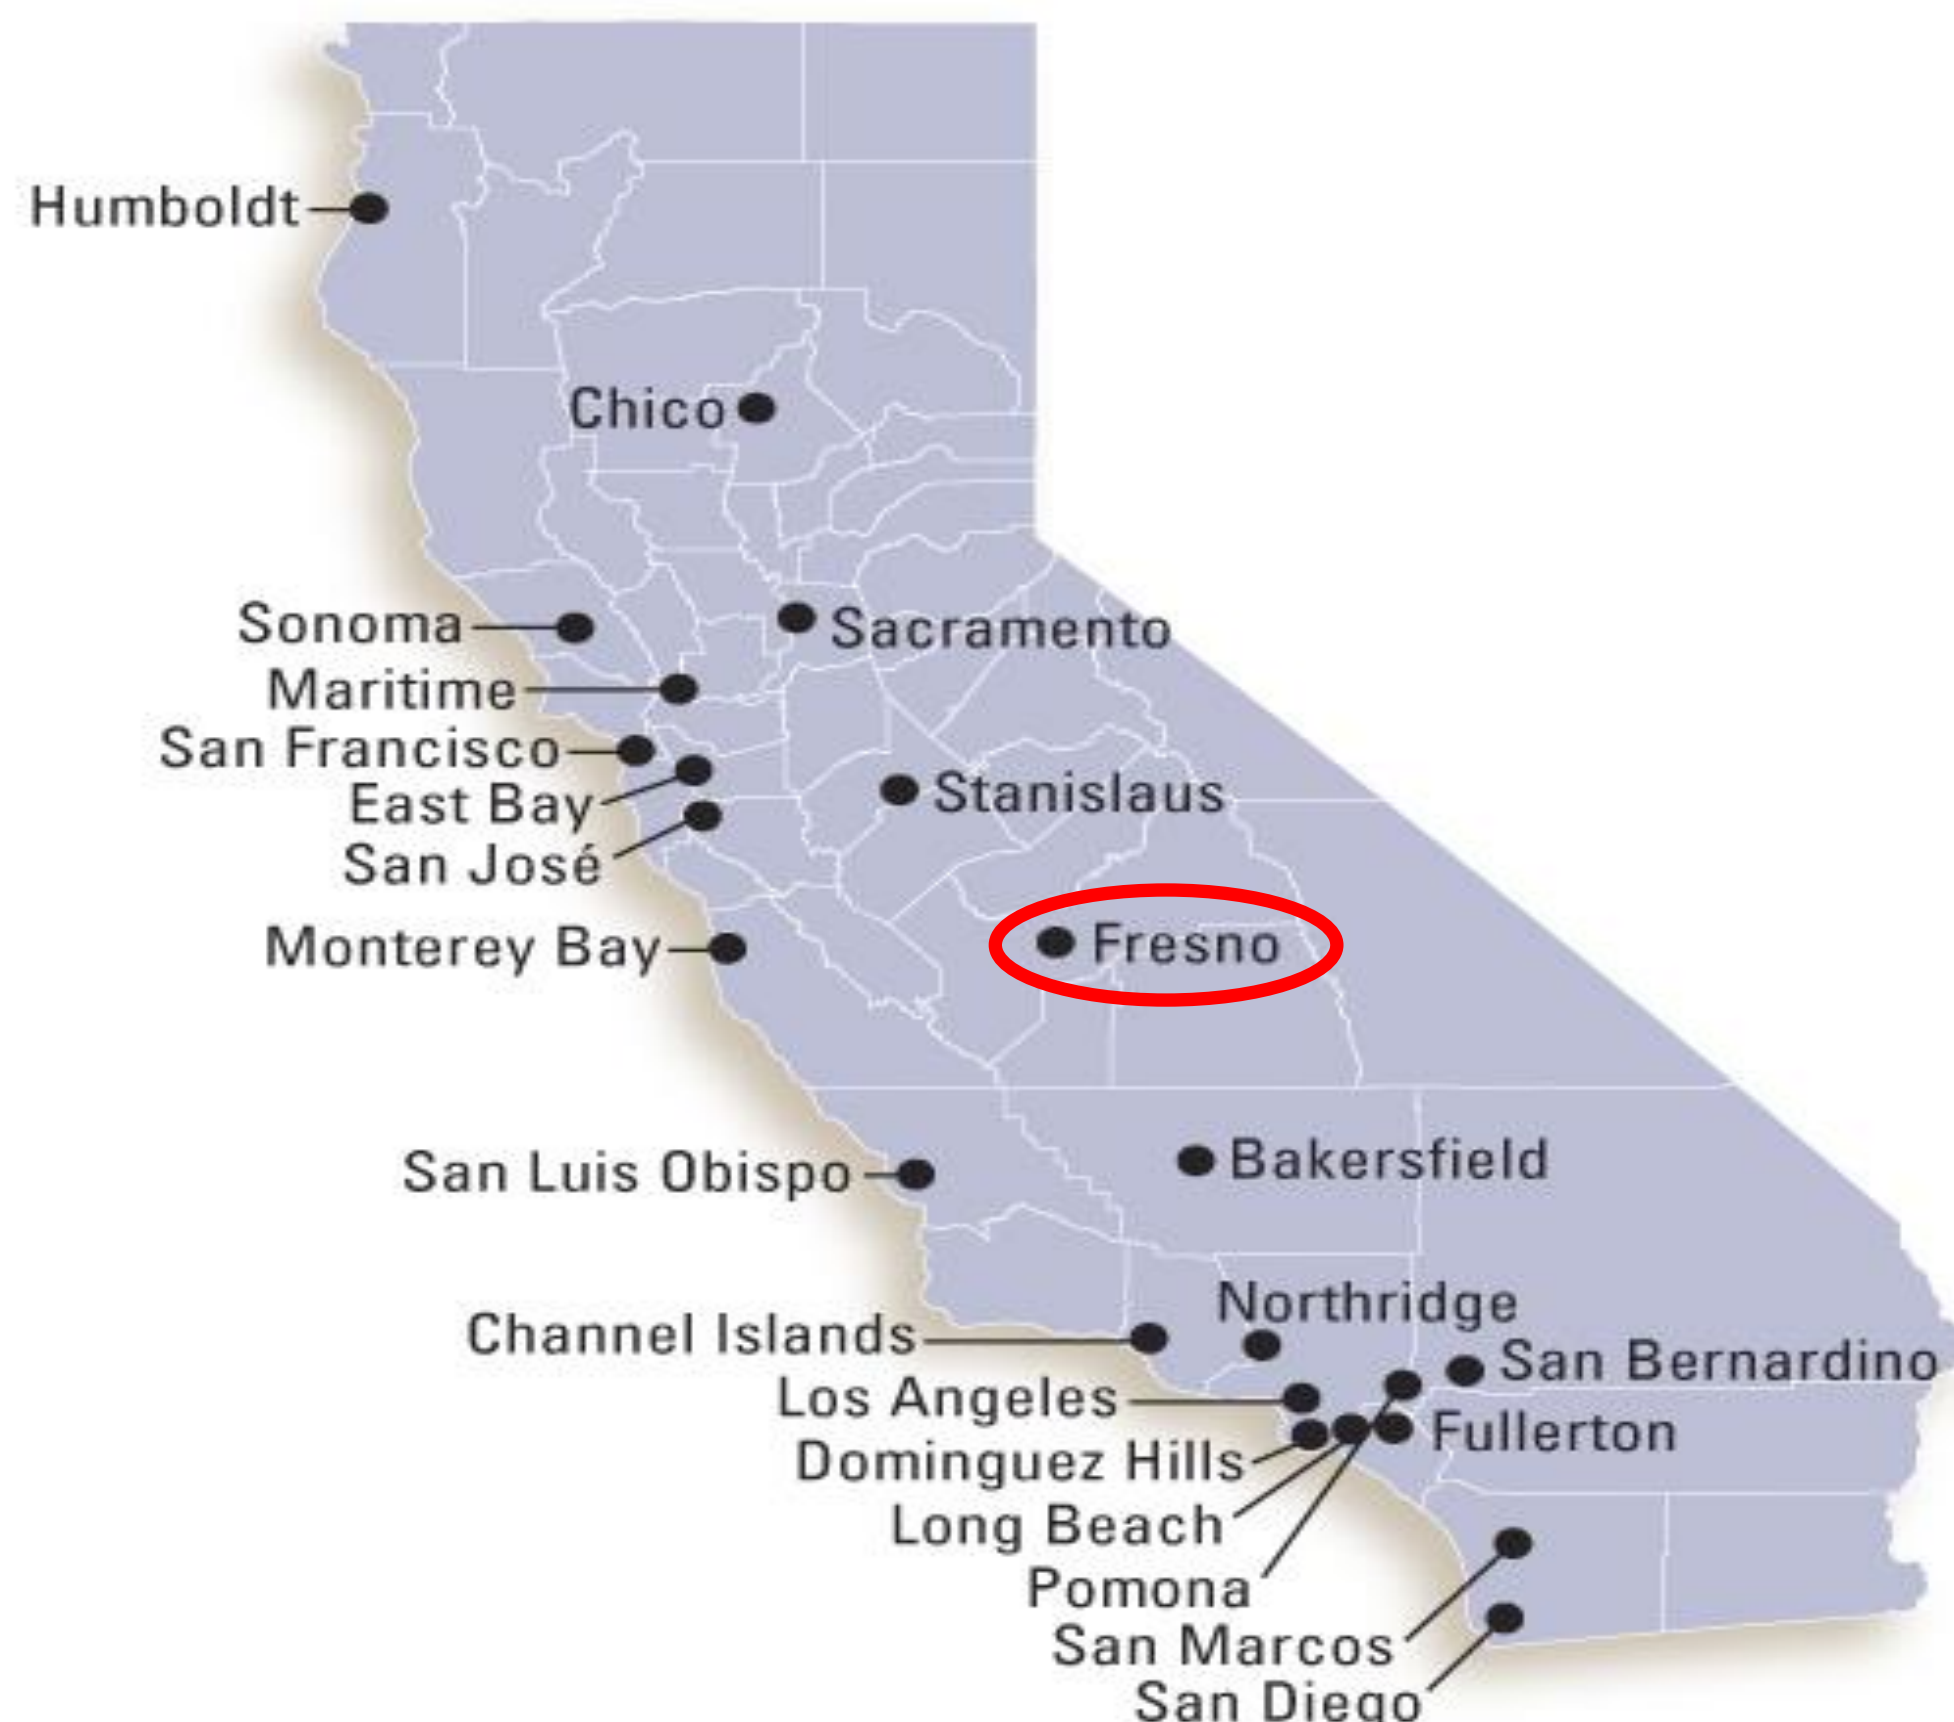 Humboldt
Chico
Sonoma
Sacramento
Maritime
San Francisco
East Bay
Stanislaus
San José
Fresno
Monterey Bay
San Luis Obispo
Bakersfield
Northridge
Channel Islands
San Bernardino
Los Angeles
Fullerton
Dominguez Hills
Long Beach
Pomona
San Marcos
San Diego